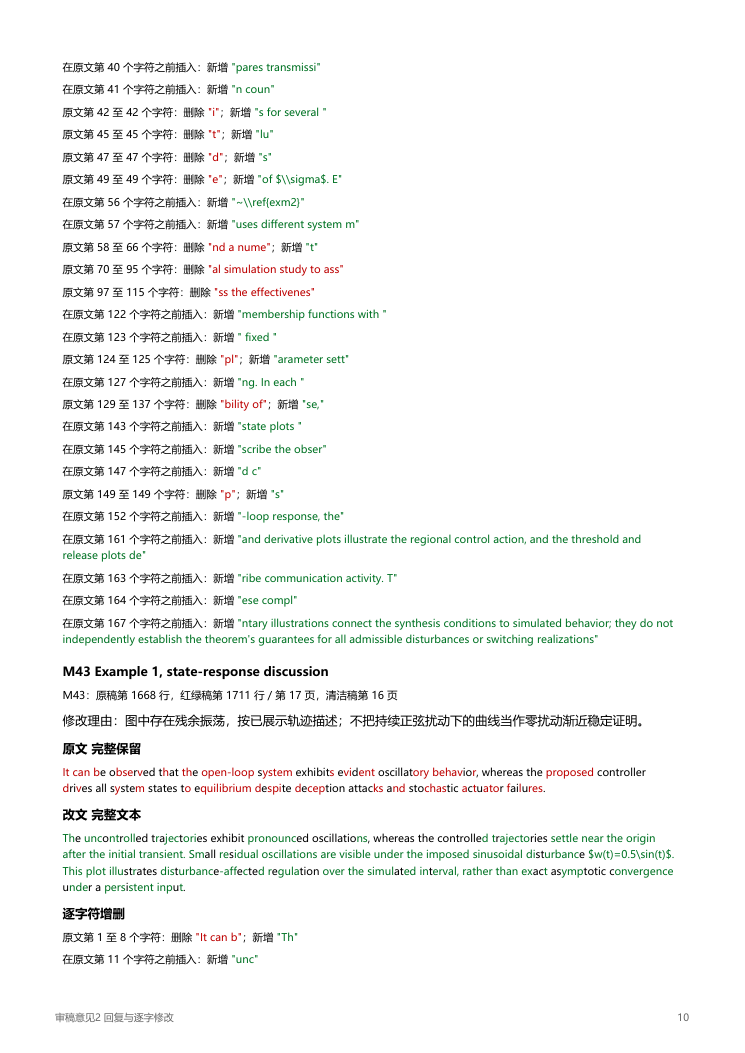 在原文第 40 个字符之前插入：新增 "pares transmissi"
在原文第 41 个字符之前插入：新增 "n coun"
原文第 42 至 42 个字符：删除 "i"；新增 "s for several "
原文第 45 至 45 个字符：删除 "t"；新增 "lu"
原文第 47 至 47 个字符：删除 "d"；新增 "s"
原文第 49 至 49 个字符：删除 "e"；新增 "of $\\sigma$. E"
在原文第 56 个字符之前插入：新增 "~\\ref{exm2}"
在原文第 57 个字符之前插入：新增 "uses different system m"
原文第 58 至 66 个字符：删除 "nd a nume"；新增 "t"
原文第 70 至 95 个字符：删除 "al simulation study to ass"
原文第 97 至 115 个字符：删除 "ss the effectivenes"
在原文第 122 个字符之前插入：新增 "membership functions with "
在原文第 123 个字符之前插入：新增 " fixed "
原文第 124 至 125 个字符：删除 "pl"；新增 "arameter sett"
在原文第 127 个字符之前插入：新增 "ng. In each "
原文第 129 至 137 个字符：删除 "bility of"；新增 "se,"
在原文第 143 个字符之前插入：新增 "state plots "
在原文第 145 个字符之前插入：新增 "scribe the obser"
在原文第 147 个字符之前插入：新增 "d c"
原文第 149 至 149 个字符：删除 "p"；新增 "s"
在原文第 152 个字符之前插入：新增 "-loop response, the"
在原文第 161 个字符之前插入：新增 "and derivative plots illustrate the regional control action, and the threshold and
release plots de"
在原文第 163 个字符之前插入：新增 "ribe communication activity. T"
在原文第 164 个字符之前插入：新增 "ese compl"
在原文第 167 个字符之前插入：新增 "ntary illustrations connect the synthesis conditions to simulated behavior; they do not
independently establish the theorem's guarantees for all admissible disturbances or switching realizations"
M43 Example 1, state-response discussion
M43：原稿第 1668 行，红绿稿第 1711 行 / 第 17 页，清洁稿第 16 页
修改理由：图中存在残余振荡，按已展示轨迹描述；不把持续正弦扰动下的曲线当作零扰动渐近稳定证明。
原文 完整保留
It can be observed that the open-loop system exhibits evident oscillatory behavior, whereas the proposed controller
drives all system states to equilibrium despite deception attacks and stochastic actuator failures.
改文 完整文本
The uncontrolled trajectories exhibit pronounced oscillations, whereas the controlled trajectories settle near the origin
after the initial transient. Small residual oscillations are visible under the imposed sinusoidal disturbance $w(t)=0.5\sin(t)$.
This plot illustrates disturbance-affected regulation over the simulated interval, rather than exact asymptotic convergence
under a persistent input.
逐字符增删
原文第 1 至 8 个字符：删除 "It can b"；新增 "Th"
在原文第 11 个字符之前插入：新增 "unc"
审稿意见2 回复与逐字修改
10